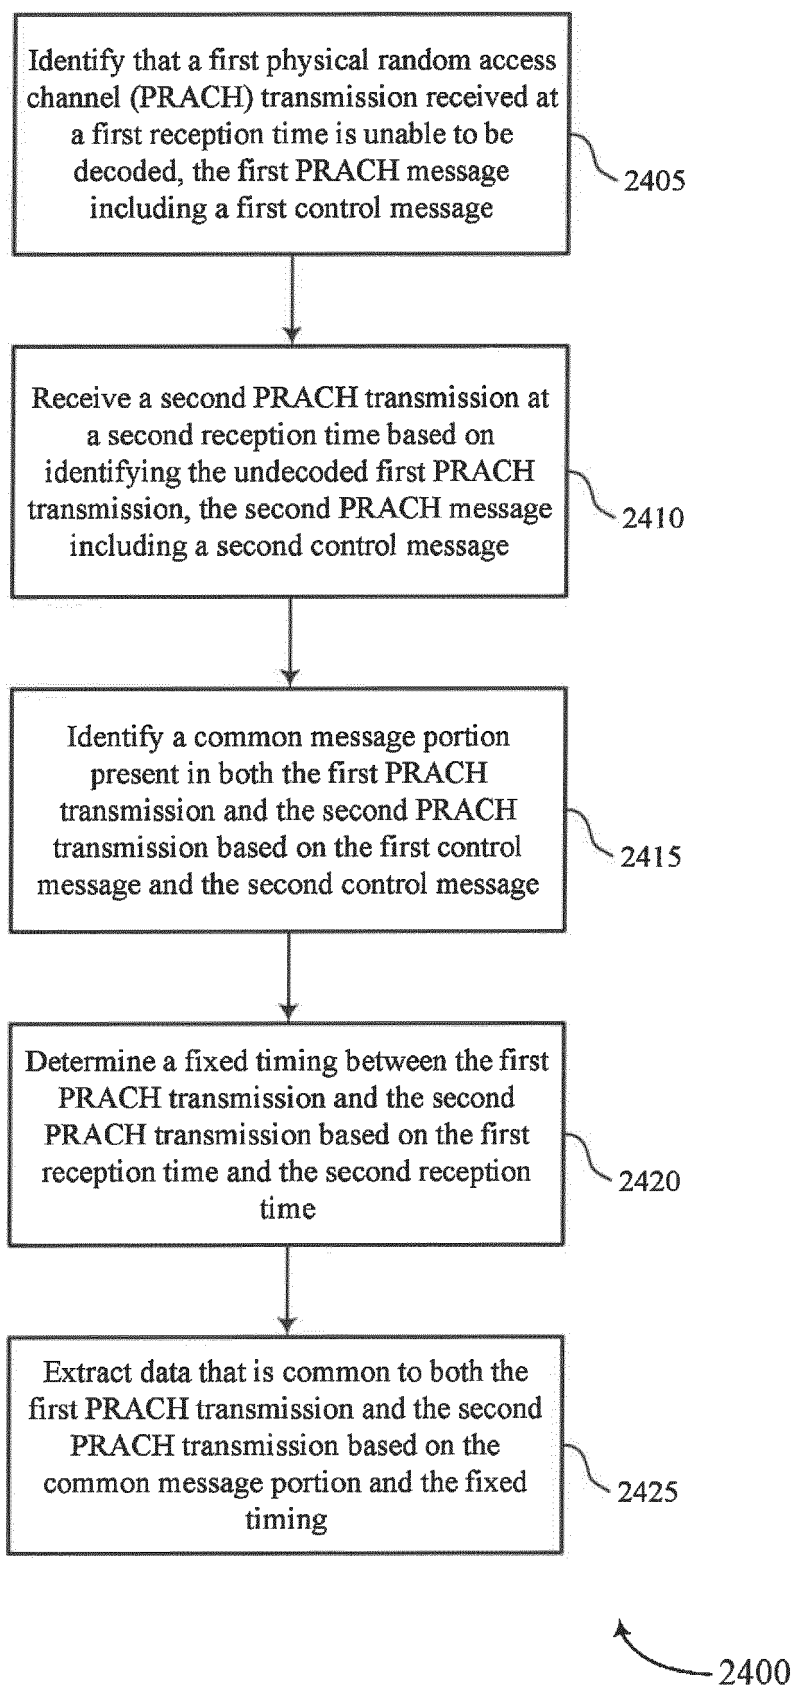 Identify that a first physical random access
channel (PRACH) transmission received at
a first reception time is unable to be
decoded, the first PRACH message
including a first control message
2405
Receive a second PRACH transmission at
a second reception time based on
identifying the undecoded first PRACH
transmission, the second PRACH message
including a second control message
2410
Identify a common message portion
present in both the first PRACH
transmission and the second PRACH
transmission based on the first control
message and the second control message
2415
Determine a fixed timing between the first
PRACH transmission and the second
PRACH transmission based on the first
reception time and the second reception
time
2420
Extract data that is common to both the
first PRACH transmission and the second
PRACH transmission based on the
common message portion and the fixed
timing
2425
2400